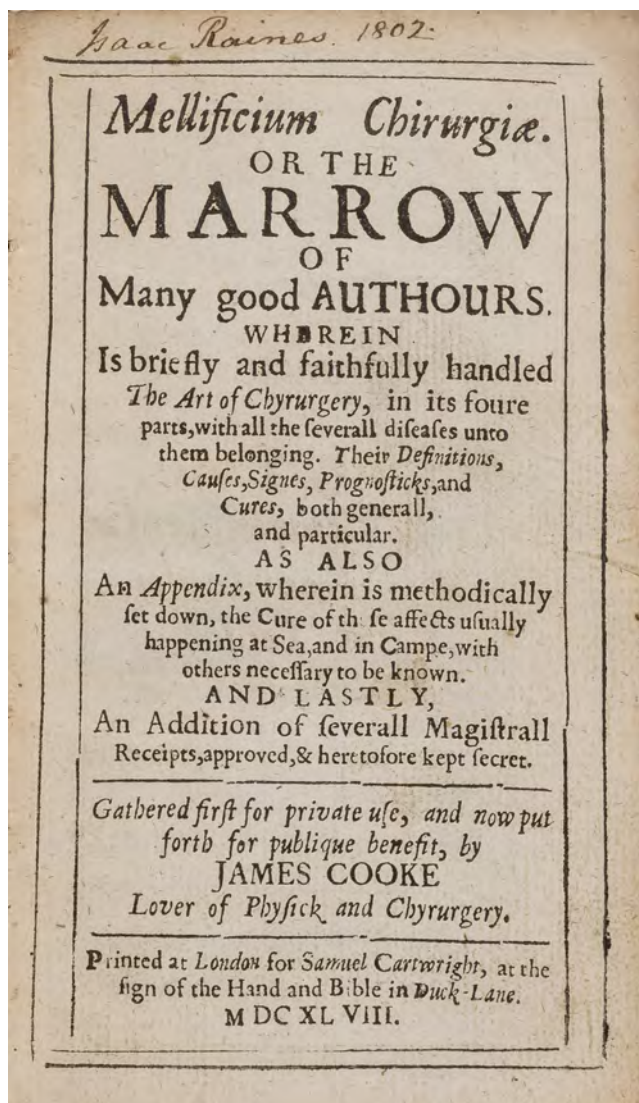 Isaac Raines. 1802.
Mellificium Chirurgiæ.
OR THE
MARROW
OF
Many good AUTHOURS.
WHEREIN
Is briefly and faithfully handled
The Art of Chyrurgery, in its foure
parts,with all the ſeverall diſeaſes unto
them belonging. Their Definitions,
Cauſes,Signes, Prognoſticks,and
Cures, both generall,
and particular.
AS ALSO
An Appendix, wherein is methodically
ſet down, the Cure of th ſe affects uſually
happening at Sea,and in Campe,with
others neceſſary to be known.
AND LASTLY,
An Addition of ſeverall Magiſtrall
Receipts,approved,& heretofore kept ſecret.
Gathered firſt for private uſe, and now put
forth for publique benefit, by
JAMES COOKE
Lover of Phyſick and Chyrurgery.
Printed at London for Samuel Cartwright, at the
ſign of the Hand and Bible in Duck-Lane.
M DC XL VIII.